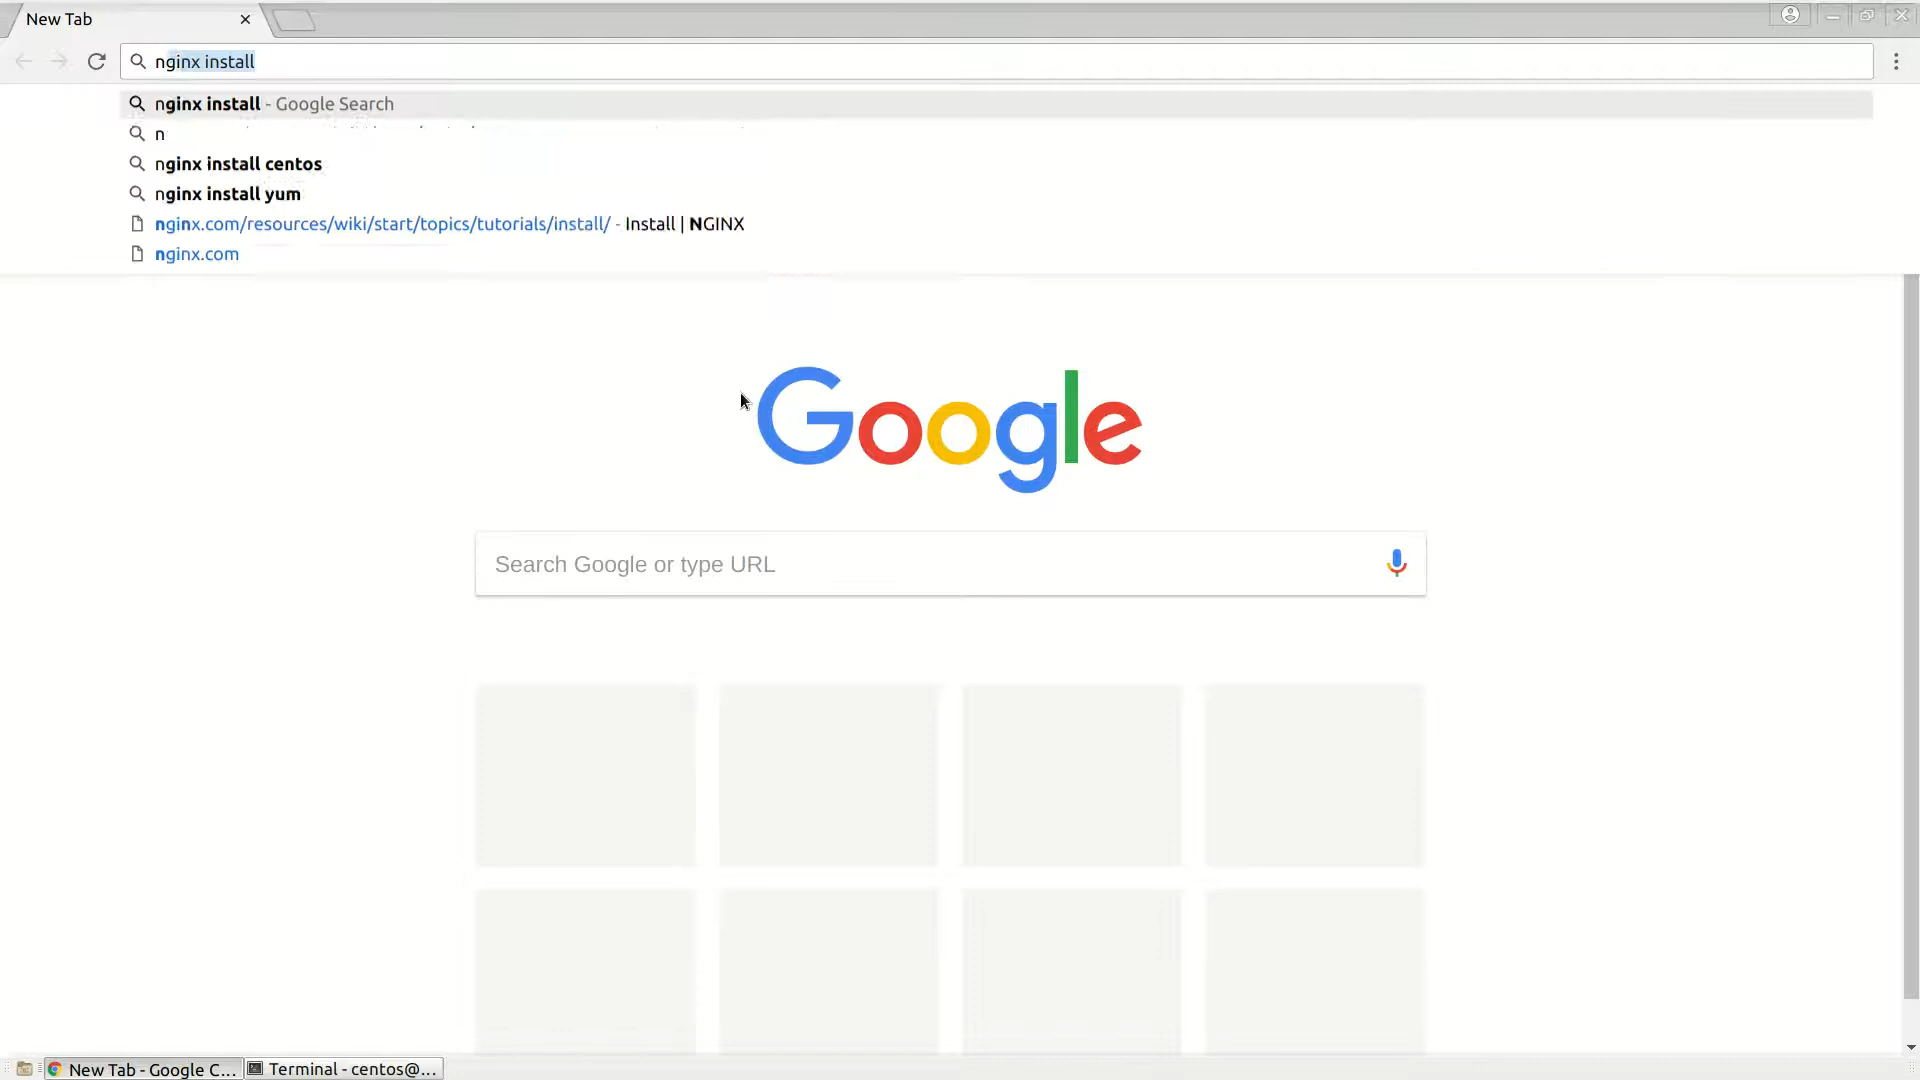 New Tab
nginx install
nginx install - Google Search
n
nginx install centos
nginx install yum
nginx.com/resources/wiki/start/topics/tutorials/install/ - Install | NGINX
nginx.com
Google
Search Google or type URL
New Tab - Google C...
Terminal - centos@...